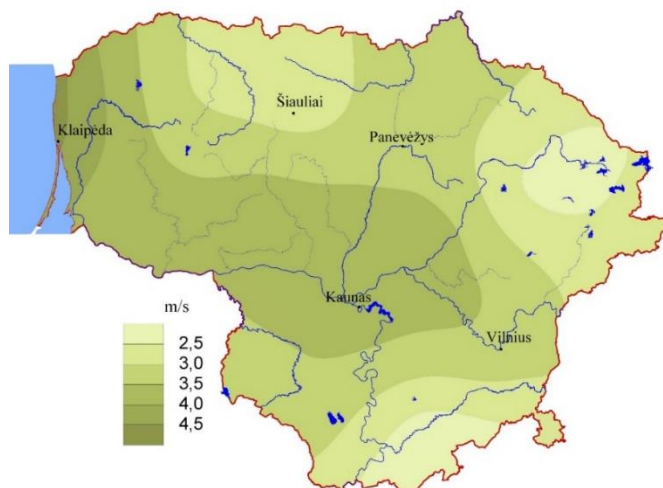 Šiauliai
Klaipėda
Panevėžys
Kaunas
m/s
Vilnius
2,5
3,0
3,5
4,0
4,5